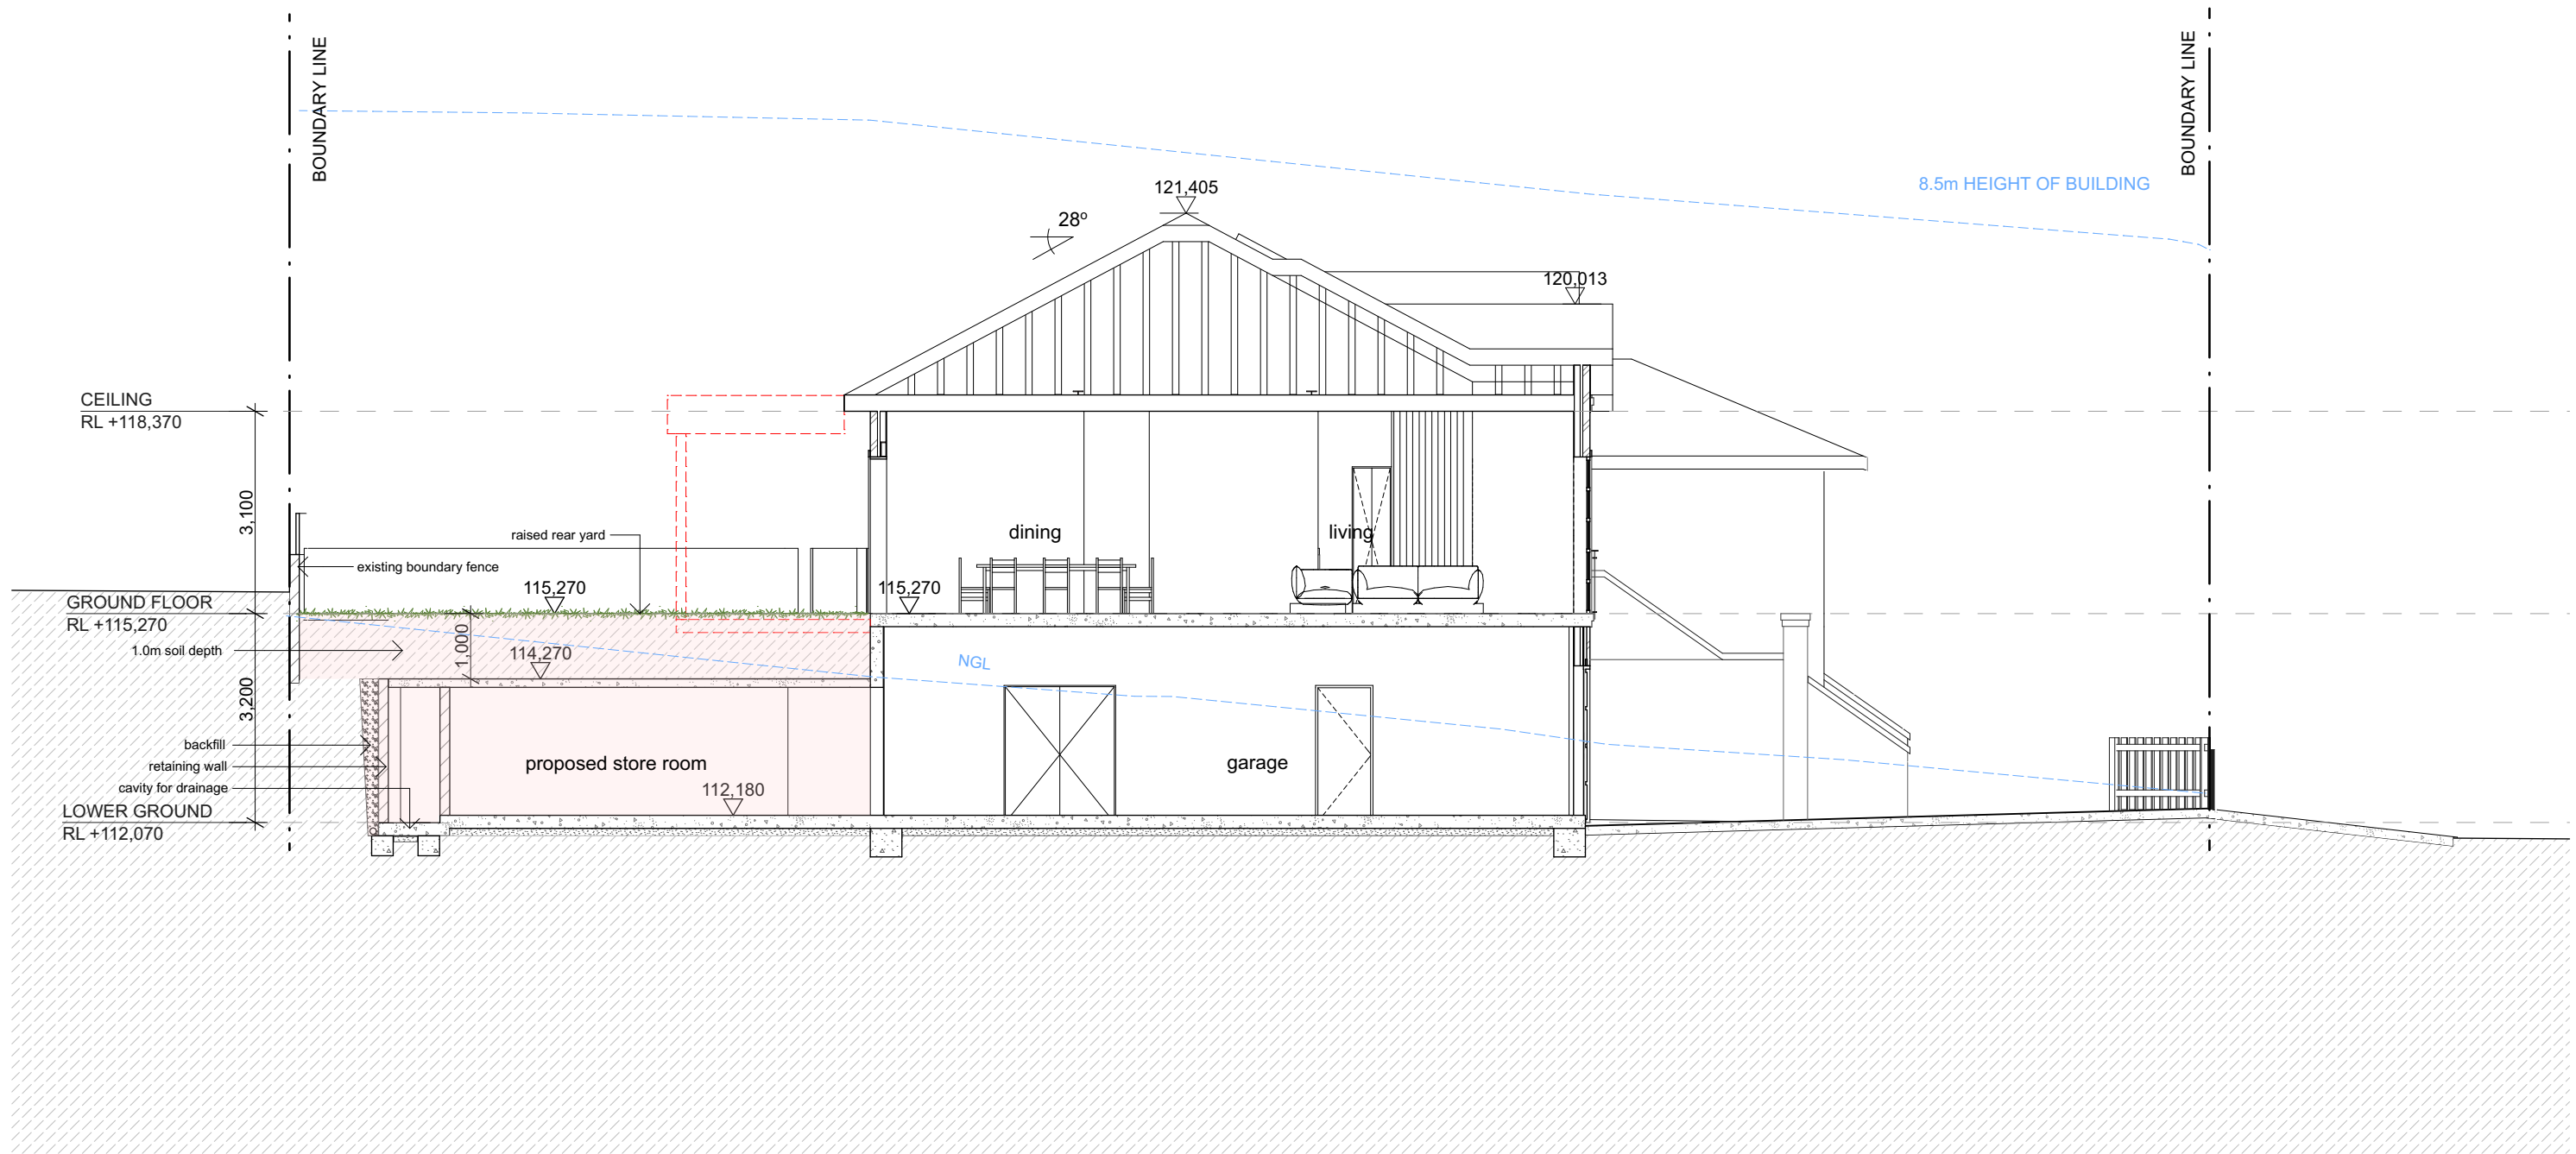 BOUNDARY LINE
BOUNDARY LINE
8.5m HEIGHT OF BUILDING
121,405
28º
120,013
CEILING
RL +118,370
3,100
raised rear yard
dining
living
existing boundary fence
115,270
115,270
GROUND FLOOR
RL +115,270
1.0m soil depth
1,000
114,270
NGL
3,200
backfill
retaining wall
proposed store room
garage
cavity for drainage
112,180
LOWER GROUND
RL +112,070